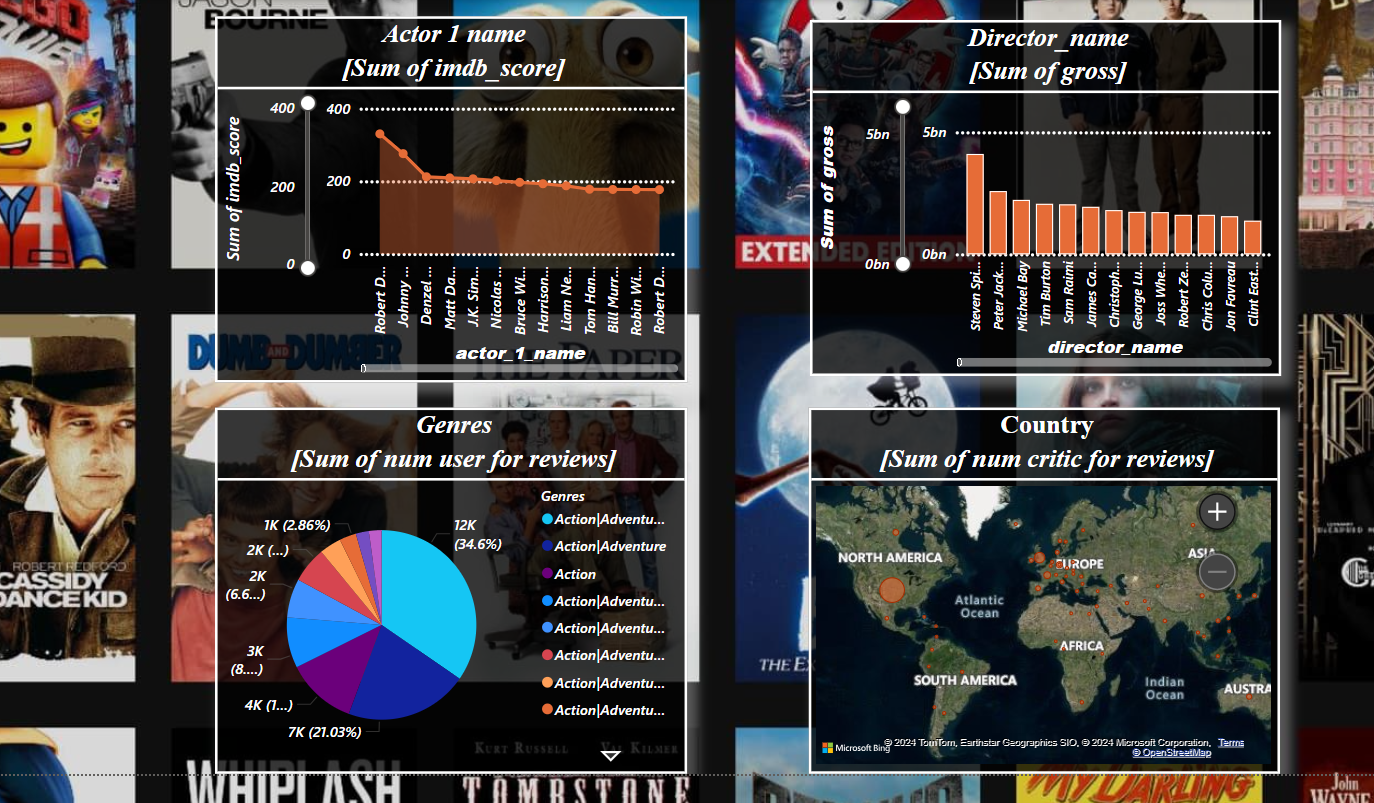 JASON
BOURNE
Actor 1 name
[Sum of imdb_score]
Sum of imdb_score
400
200
0
400
200
0
Robert D...
Johnny ...
Denzel ...
Matt Da...
J.K. Sim...
Nicolas ...
Bruce Wi...
Harrison...
Liam Ne...
Tom Han...
Bill Murr...
Robin Wi...
Robert D...
actor_1_name
Director_name
[Sum of gross]
Sum of gross
5bn
0bn
5bn
0bn
Steven Spi...
Peter Jack...
Michael Bay
Tim Burton
Sam Raimi
James Ca...
Christoph...
George Lu...
Joss Whe...
Robert Ze...
Chris Colu...
Jon Favreau
Clint East...
director_name
EXTENDED EDITION
DUMB AND DUMBER
PAPER
ROBERT REDFORD
CASSIDY
DANCE KID
Genres
[Sum of num user for reviews]
1K (2.86%)
2K (...)
2K
(6.6...)
3K
(8....)
4K (1...)
7K (21.03%)
12K
(34.6%)
Genres
Action|Adventu...
Action|Adventure
Action
Action|Adventu...
Action|Adventu...
Action|Adventu...
Action|Adventu...
Action|Adventu...
Country
[Sum of num critic for reviews]
NORTH AMERICA
EUROPE
ASIA
Atlantic
Ocean
AFRICA
SOUTH AMERICA
Indian
Ocean
AUSTRA
Microsoft Bing
© 2024 TomTom, Earthstar Geographics SIO, © 2024 Microsoft Corporation, Terms
© OpenStreetMap
THE EX
KURT RUSSELL VAL KILMER
WHIPLASH
TOMBSTONE
MY DARLING
John
WAYNE